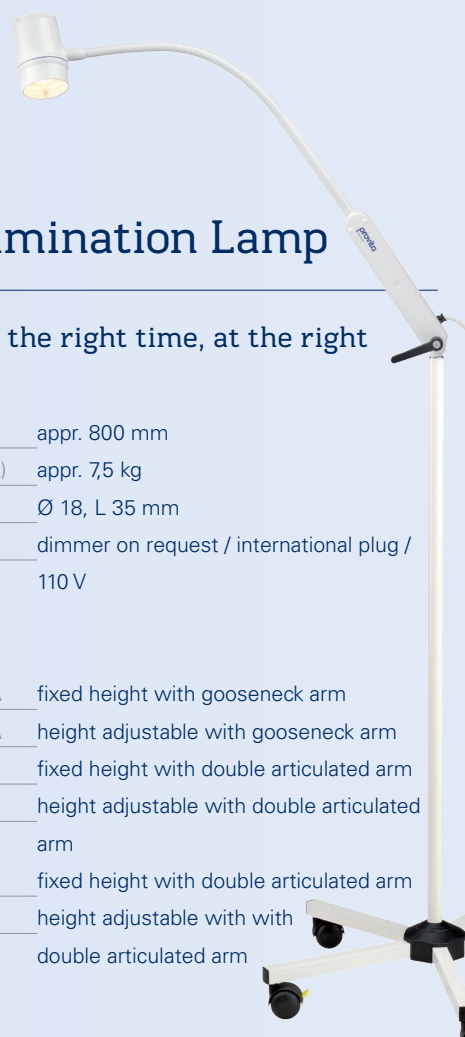 mination Lamp
the right time, at the right
appr. 800 mm
) appr. 7,5 kg
Ø 18, L 35 mm
dimmer on request / international plug /
110 V
fixed height with gooseneck arm
height adjustable with gooseneck arm
fixed height with double articulated arm
height adjustable with double articulated
arm
fixed height with double articulated arm
height adjustable with with
double articulated arm
provita